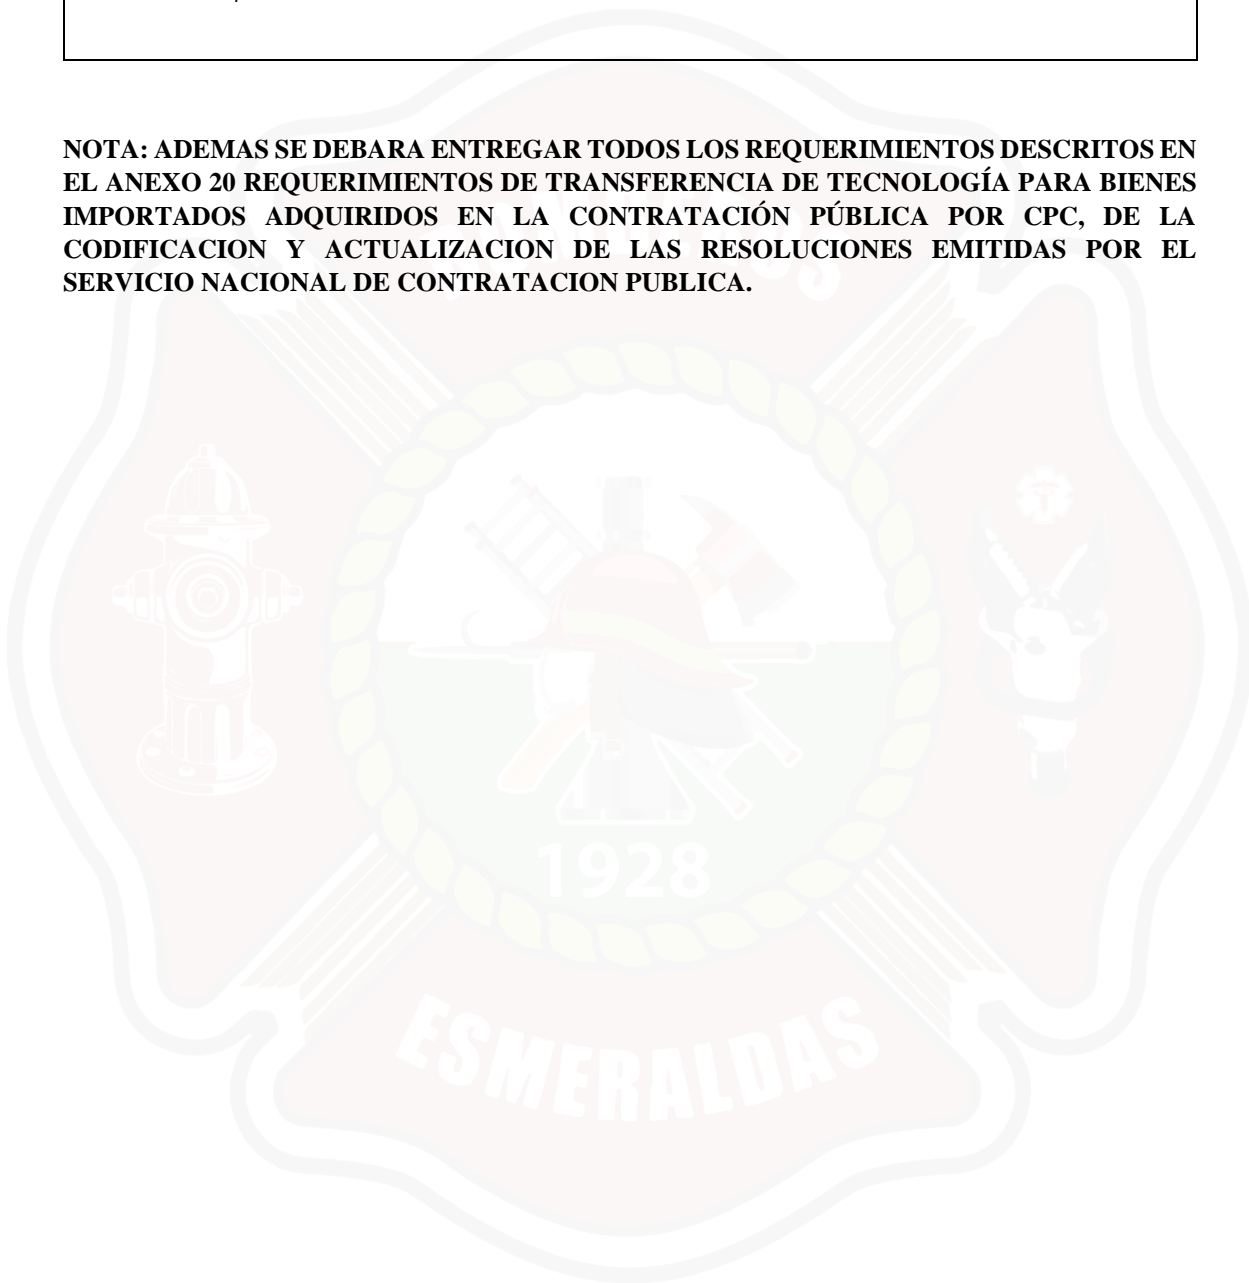 NOTA: ADEMAS SE DEBARA ENTREGAR TODOS LOS REQUERIMIENTOS DESCRITOS EN
EL ANEXO 20 REQUERIMIENTOS DE TRANSFERENCIA DE TECNOLOGÍA PARA BIENES
IMPORTADOS ADQUIRIDOS EN LA CONTRATACIÓN PÚBLICA POR CPC, DE LA
CODIFICACION Y ACTUALIZACION DE LAS RESOLUCIONES EMITIDAS POR EL
SERVICIO NACIONAL DE CONTRATACION PUBLICA.
1928
ESMERALDAS